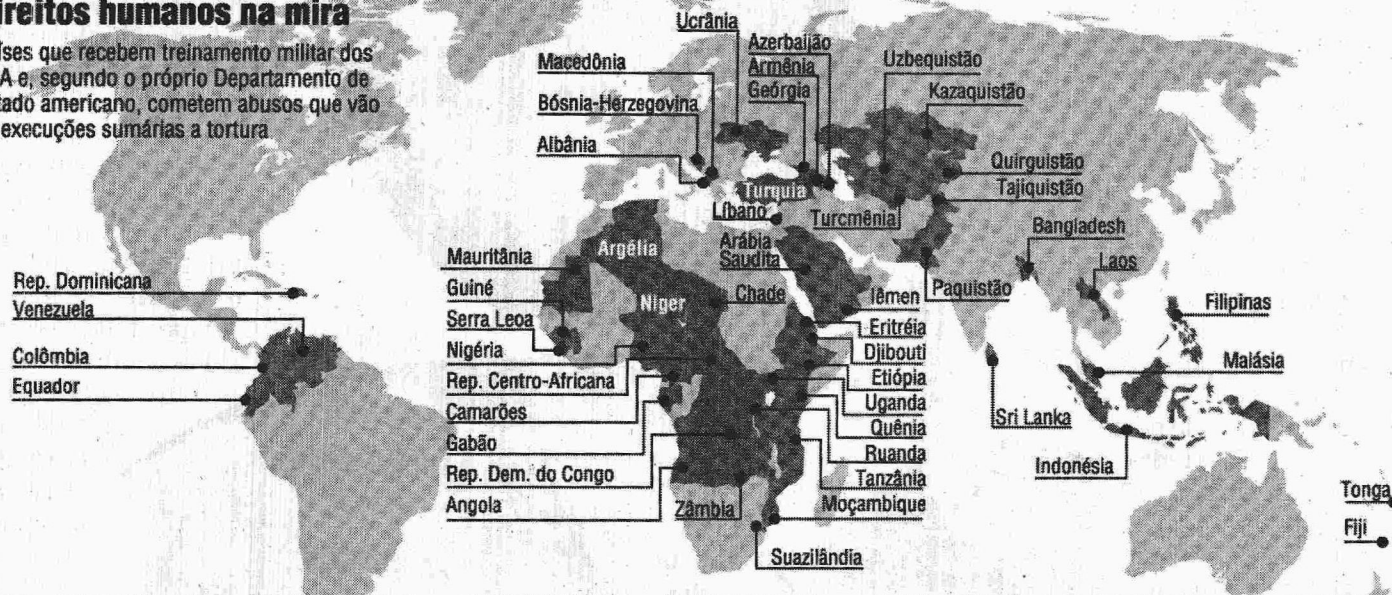 ireitos humanos na mira
íses que recebem treinamento militar dos
A e, segundo o próprio Departamento de
tado americano, cometem abusos que vão
execuções sumárias a tortura
Ucrânia
Azerbaijão
Armênia
Geórgia
Uzbequistão
Kazaquistão
Macedônia
Bósnia-Herzegovina
Albânia
Quirguistão
Tajiquistão
Turquia
Líbano
Turcmênia
Bangladesh
Laos
Argélia
Arábia
Saudita
Mauritânia
Guiné
Níger
Chade
Iêmen
Paquistão
Filipinas
Rep. Dominicana
Venezuela
Serra Leoa
Nigéria
Eritréia
Djibouti
Colômbia
Equador
Rep. Centro-Africana
Camarões
Gabão
Rep. Dem. do Congo
Angola
Etiópia
Uganda
Quênia
Ruanda
Tanzânia
Moçambique
Zâmbia
Suazilândia
Malásia
Sri Lanka
Indonésia
Tonga
Fiji